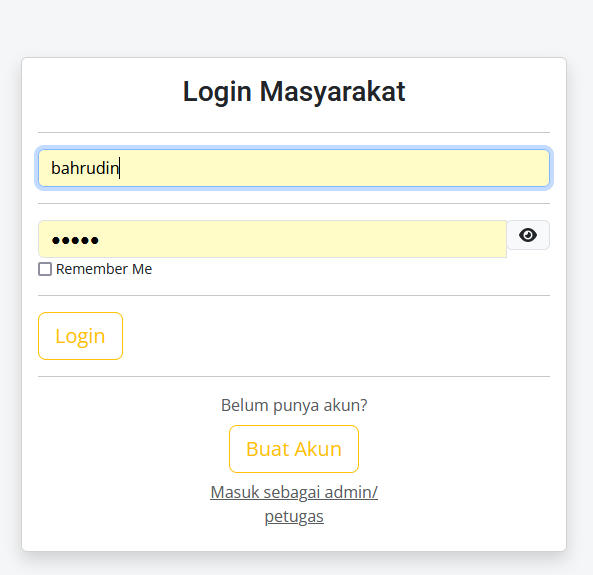 Login Masyarakat
bahrudin
●●●●●
Remember Me
Login
Belum punya akun?
Buat Akun
Masuk sebagai admin/
petugas